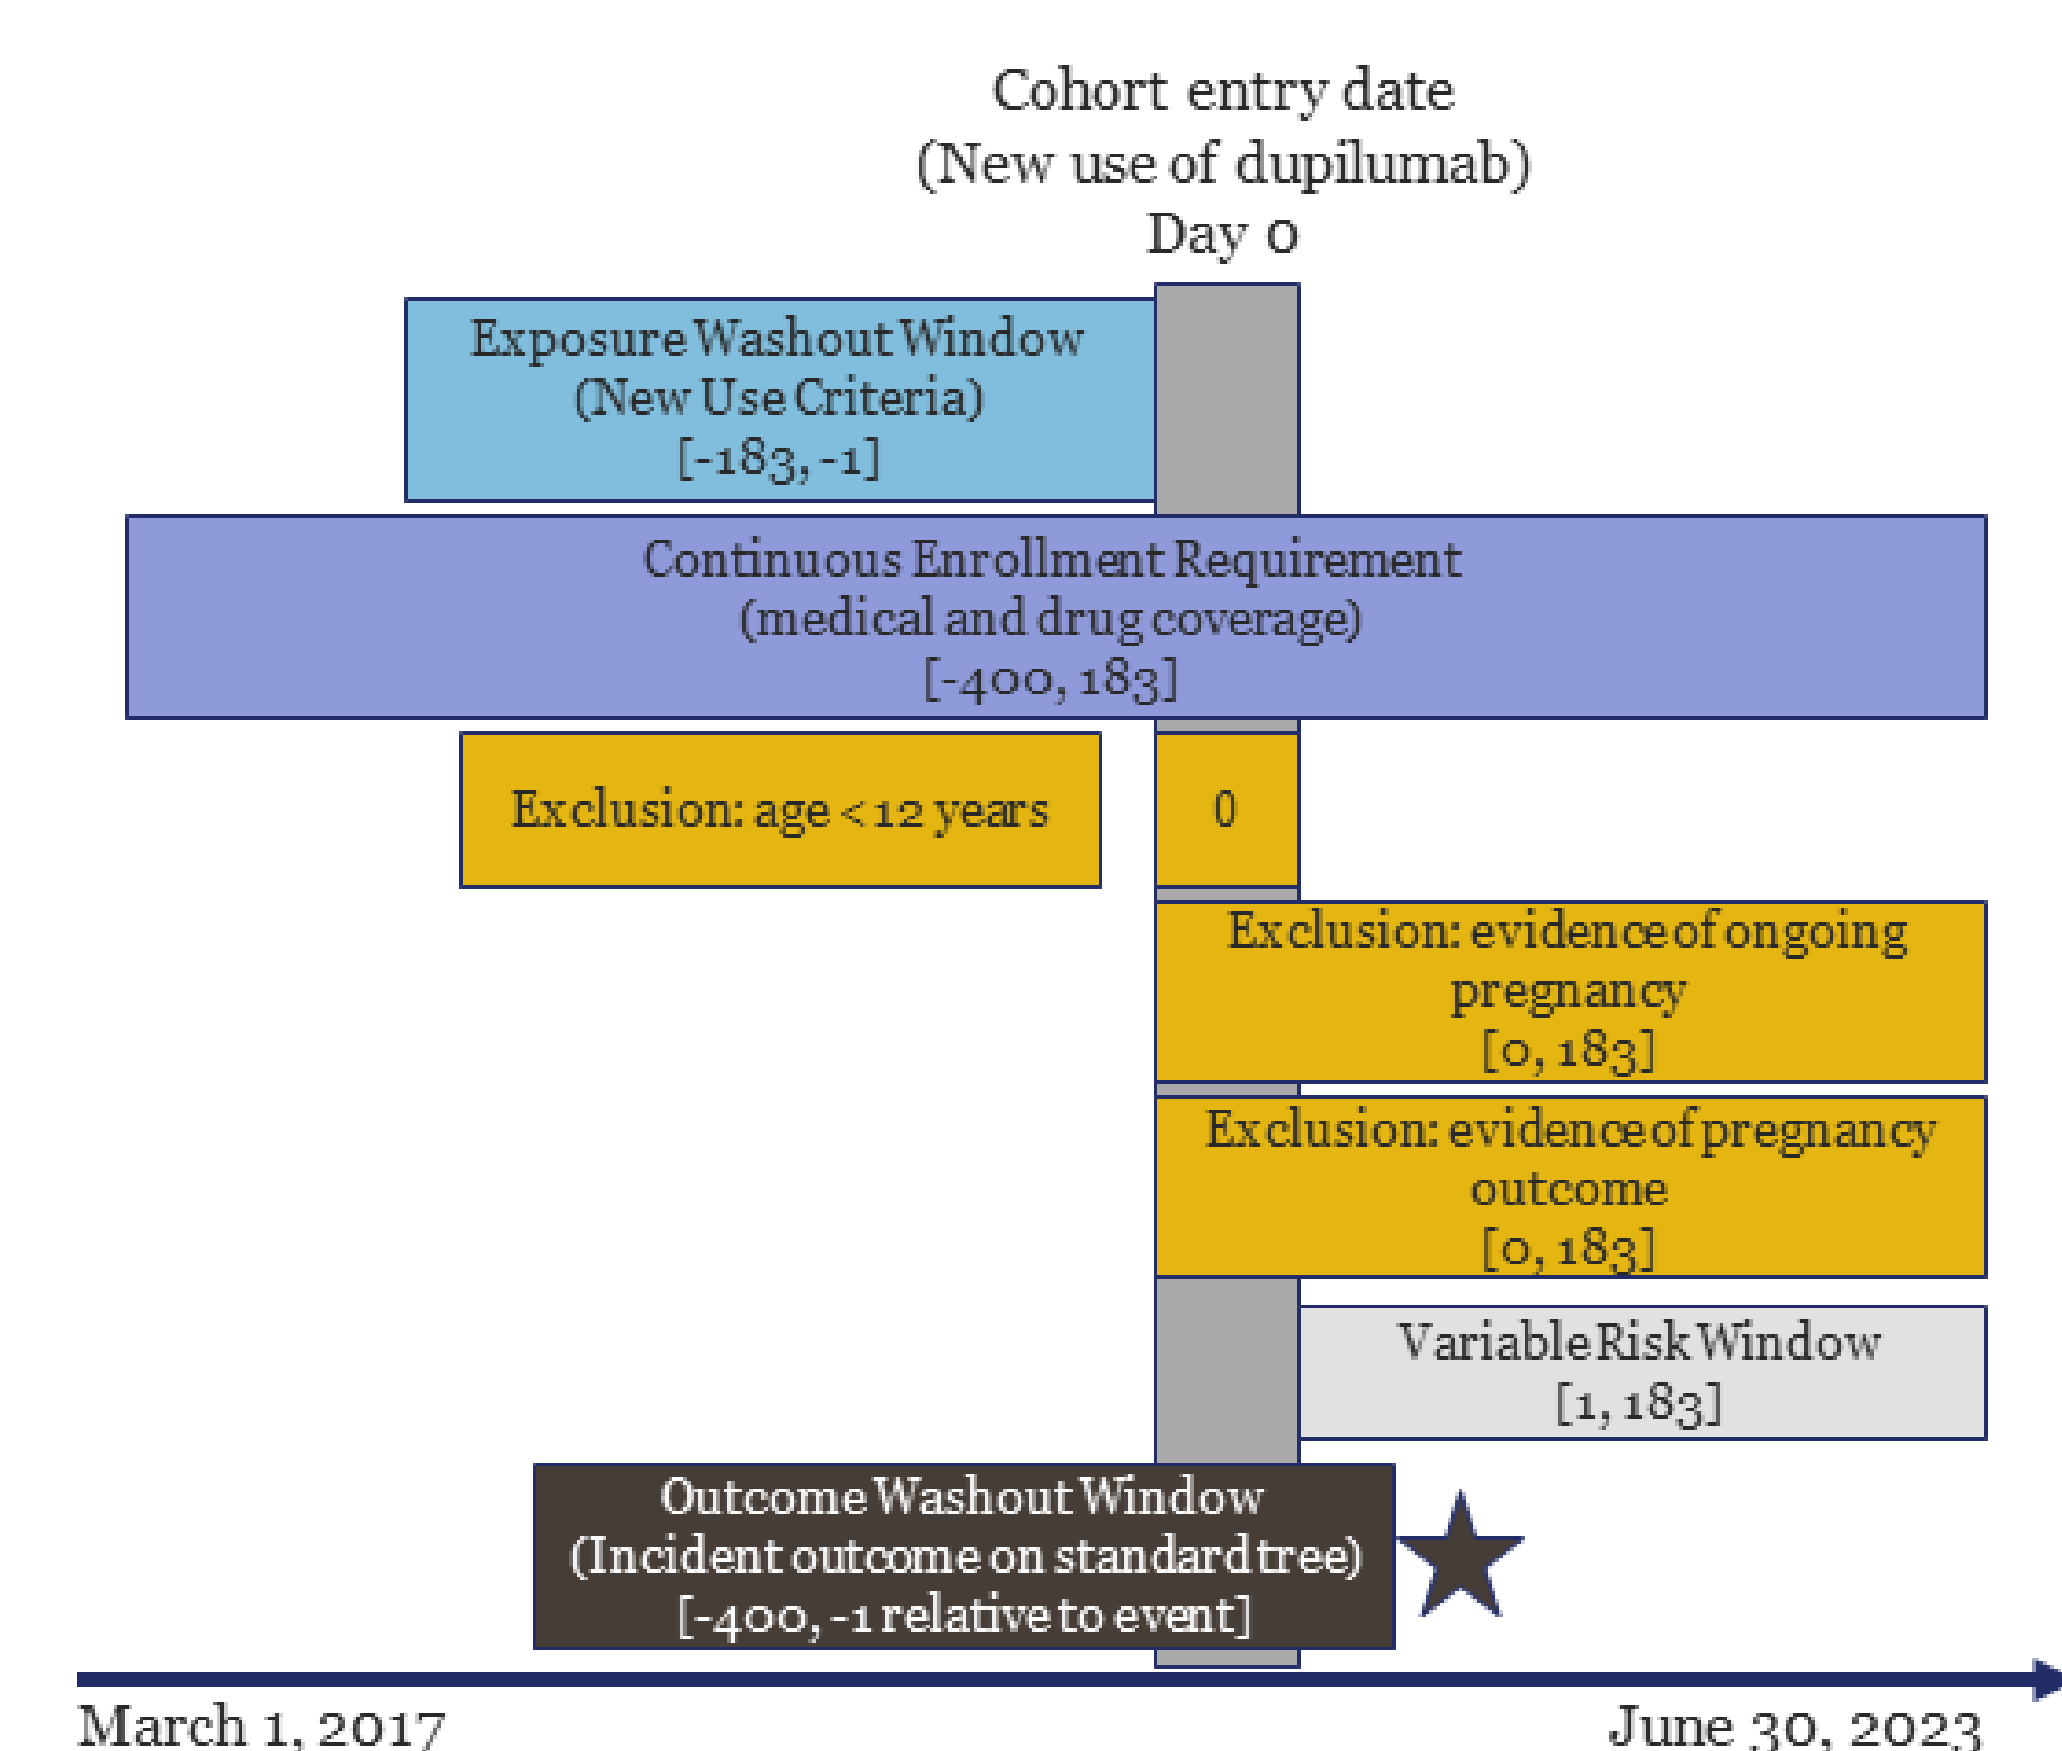 Cohort entry date
(New use of dupilumab)
Day 0
Exposure Washout Window
(New Use Criteria)
[-183, -1]
Continuous Enrollment Requirement
(medical and drug coverage)
[-400, 183]
Exclusion: age < 12 years
0
Exclusion: evidence of ongoing
pregnancy
[0, 183]
Exclusion: evidence of pregnancy
outcome
[0, 183]
Variable Risk Window
[1, 183]
Outcome Washout Window
(Incident outcome on standard tree)
[-400, -1 relative to event]
March 1, 2017
June 30, 2023